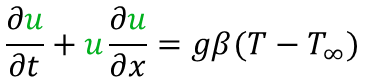 ∂u/∂t + u ∂u/∂x = gβ(T − T∞)